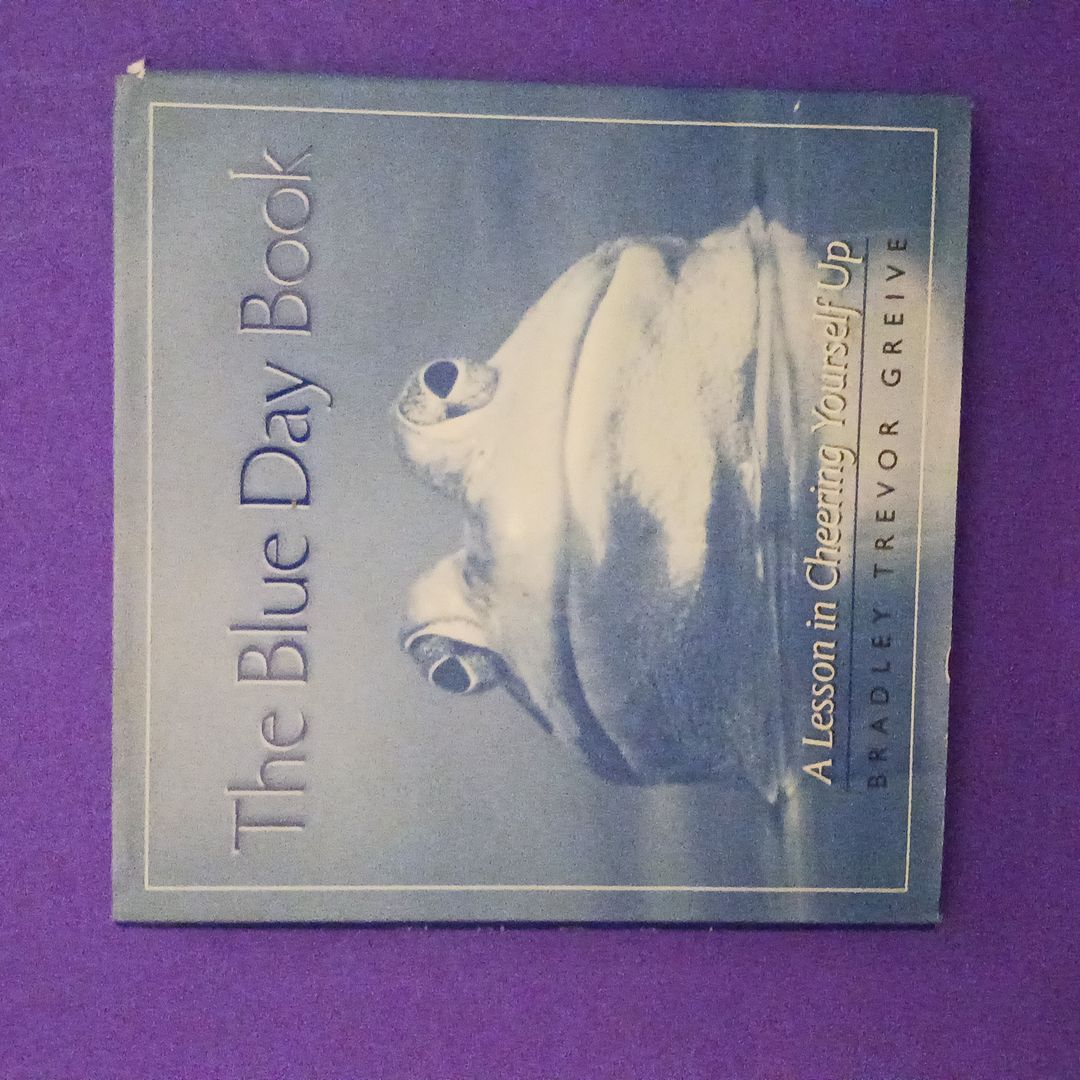 The Blue Day Book
A Lesson in Cheering Yourself Up
BRADLEY TREVOR GREIVE